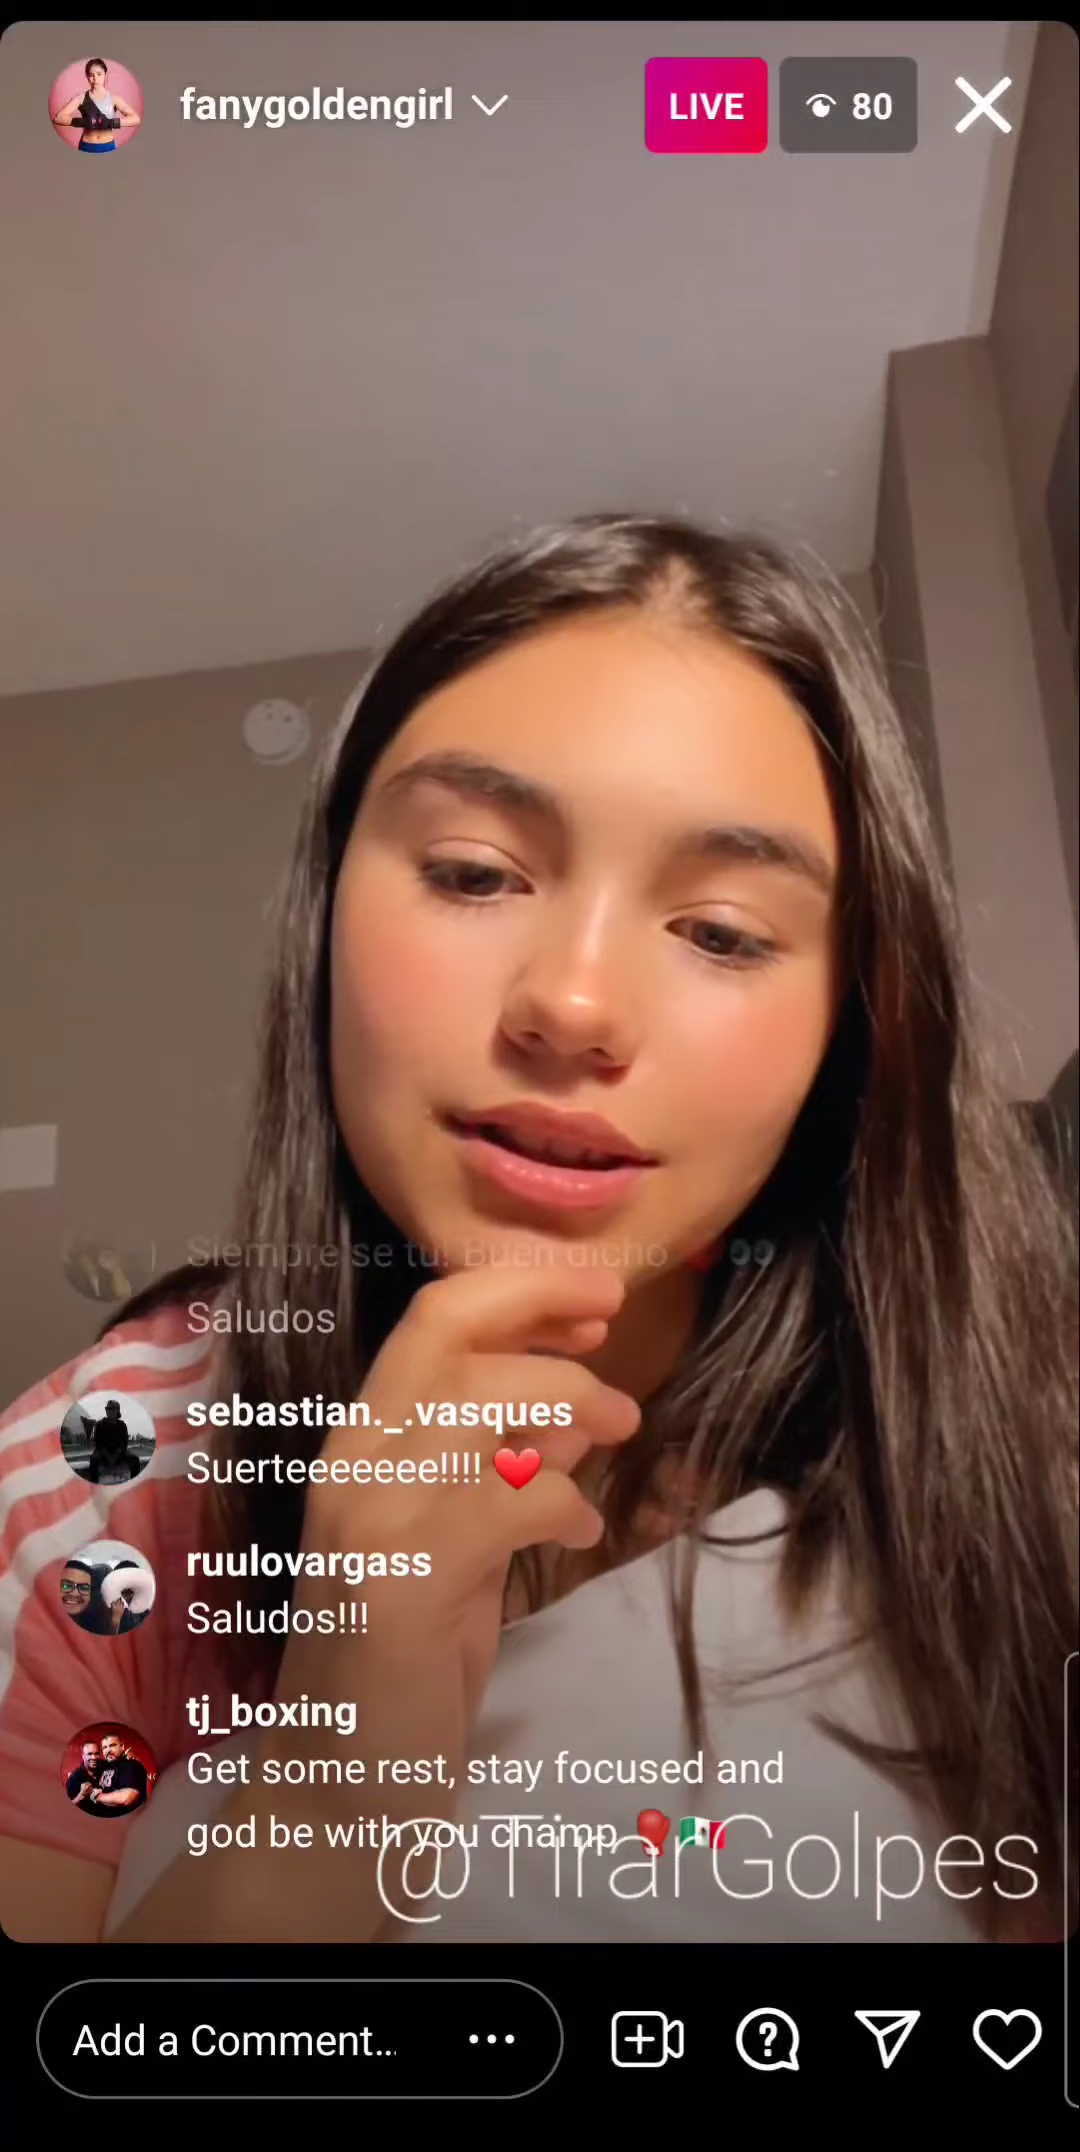 fanygoldengirl
LIVE
80
Siempre se tu! Buen dicho
Saludos
sebastian._.vasques
Suerteeeeeee!!!! ❤️
ruulovargass
Saludos!!!
tj_boxing
Get some rest, stay focused and
god be with you champ 🥊🇲🇽
@TirarGolpes
Add a Comment...